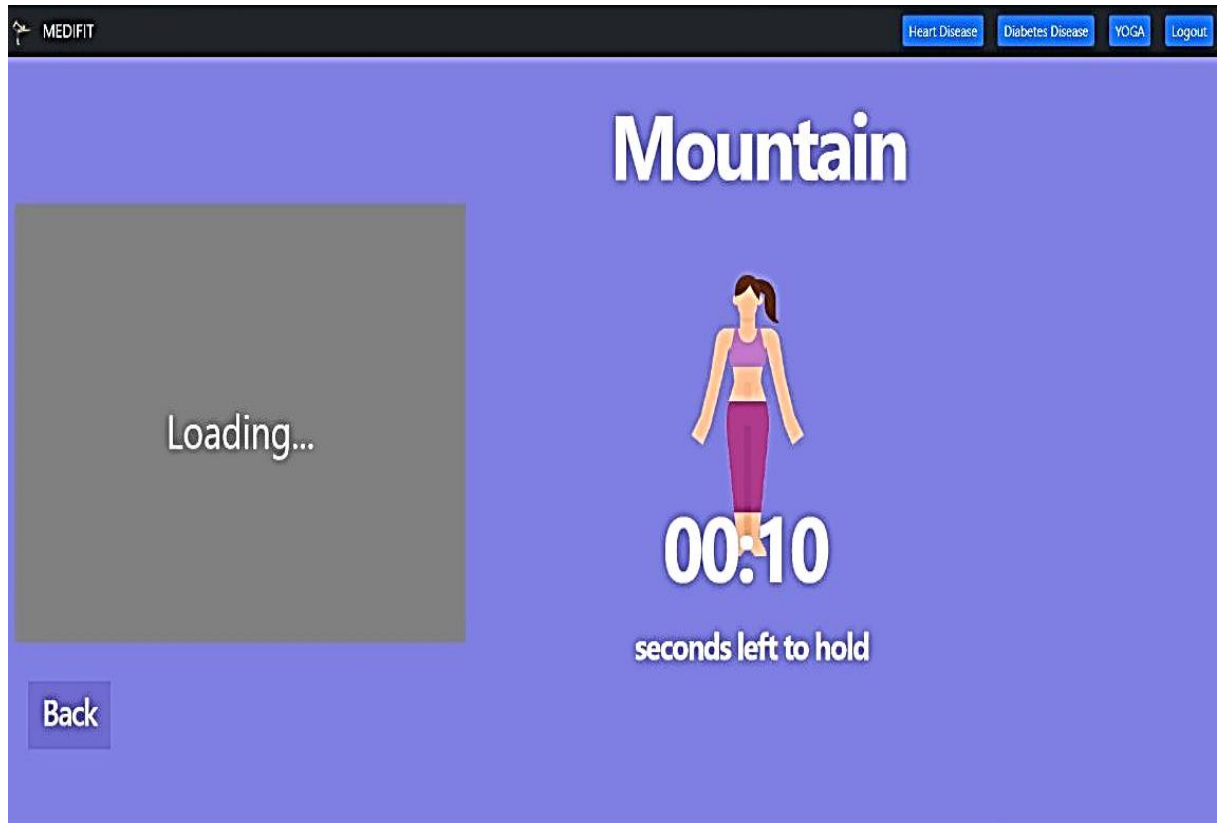 MEDIFIT
Heart Disease
Diabetes Disease
YOGA
Logout
Mountain
Loading...
00:10
seconds left to hold
Back